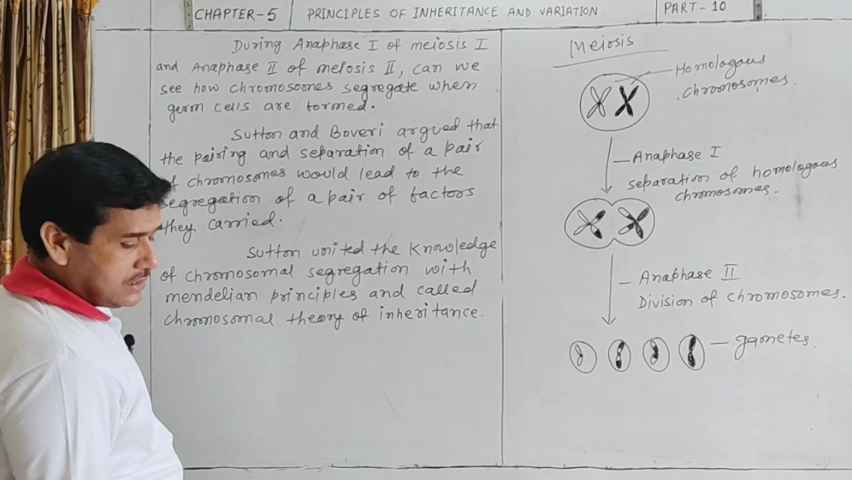 CHAPTER-5
PRINCIPLES OF INHERITANCE AND VARIATION
PART-10
During Anaphase I of meiosis I
and Anaphase II of meiosis II, can we
see how chromosomes segregate when
germ cells are formed.
Sutton and Boveri argued that
the pairing and separation of a pair
of chromosomes would lead to the
segregation of a pair of factors
they carried.
Sutton united the knowledge
of chromosomal segregation with
mendelian principles and called
chromosomal theory of inheritance.
Meiosis
Homologous
chromosomes.
Anaphase I
separation of homologous
chromosomes.
Anaphase II
Division of chromosomes.
gametes.